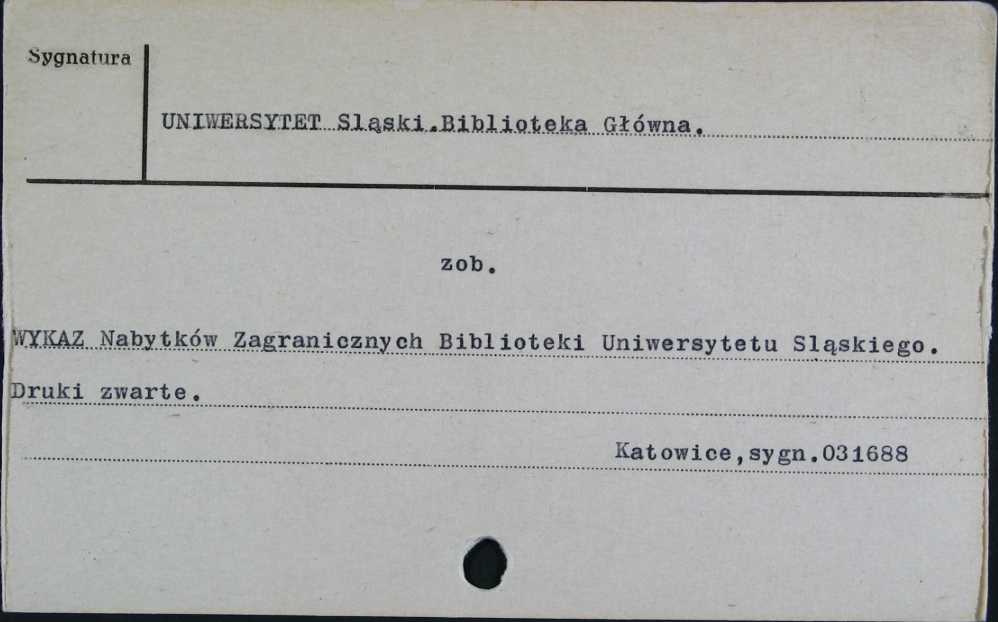 Sygnatura
UNIWERSYTET Sląski.Biblioteka Główna.
zob.
WYKAZ Nabytków Zagranicznych Biblioteki Uniwersytetu Sląskiego.
Druki zwarte.
Katowice,sygn.031688